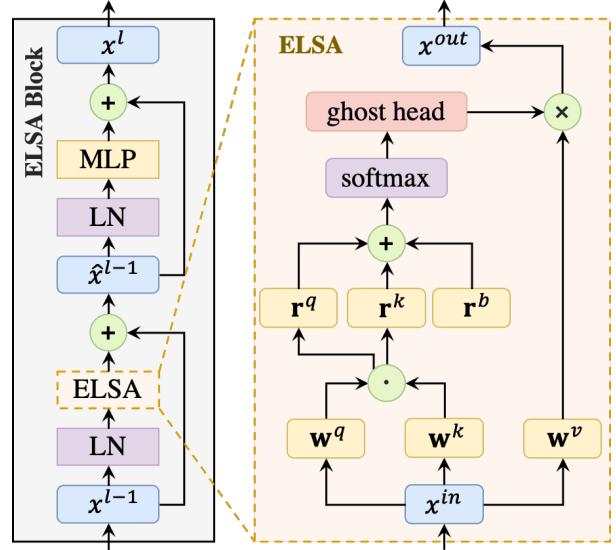 ELSA Block
x^l
+
MLP
LN
x̂^{l−1}
+
ELSA
LN
x^{l−1}
ELSA
x^{out}
ghost head
×
softmax
+
r^q
r^k
r^b
·
w^q
w^k
w^v
x^{in}